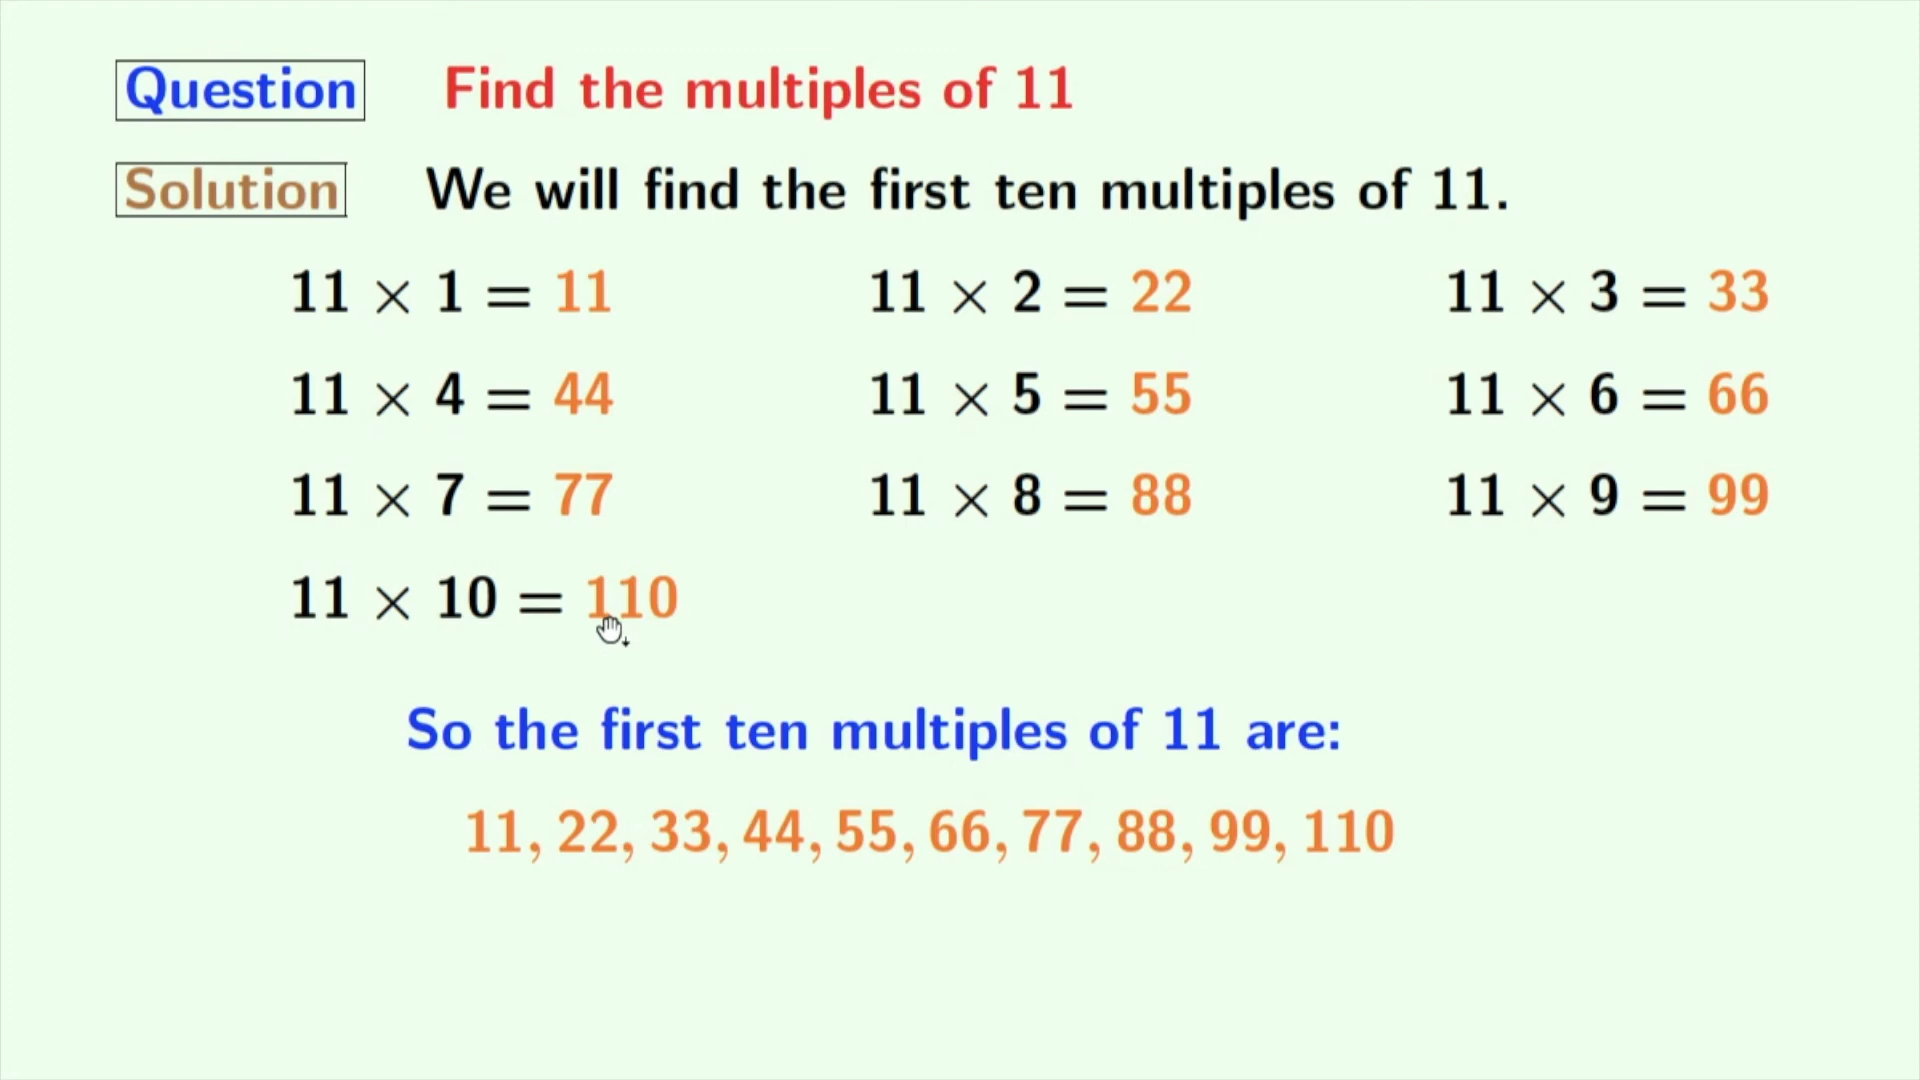 Question Find the multiples of 11
Solution We will find the first ten multiples of 11.
11 × 1 = 11 11 × 2 = 22 11 × 3 = 33
11 × 4 = 44 11 × 5 = 55 11 × 6 = 66
11 × 7 = 77 11 × 8 = 88 11 × 9 = 99
11 × 10 = 110
So the first ten multiples of 11 are:
11, 22, 33, 44, 55, 66, 77, 88, 99, 110